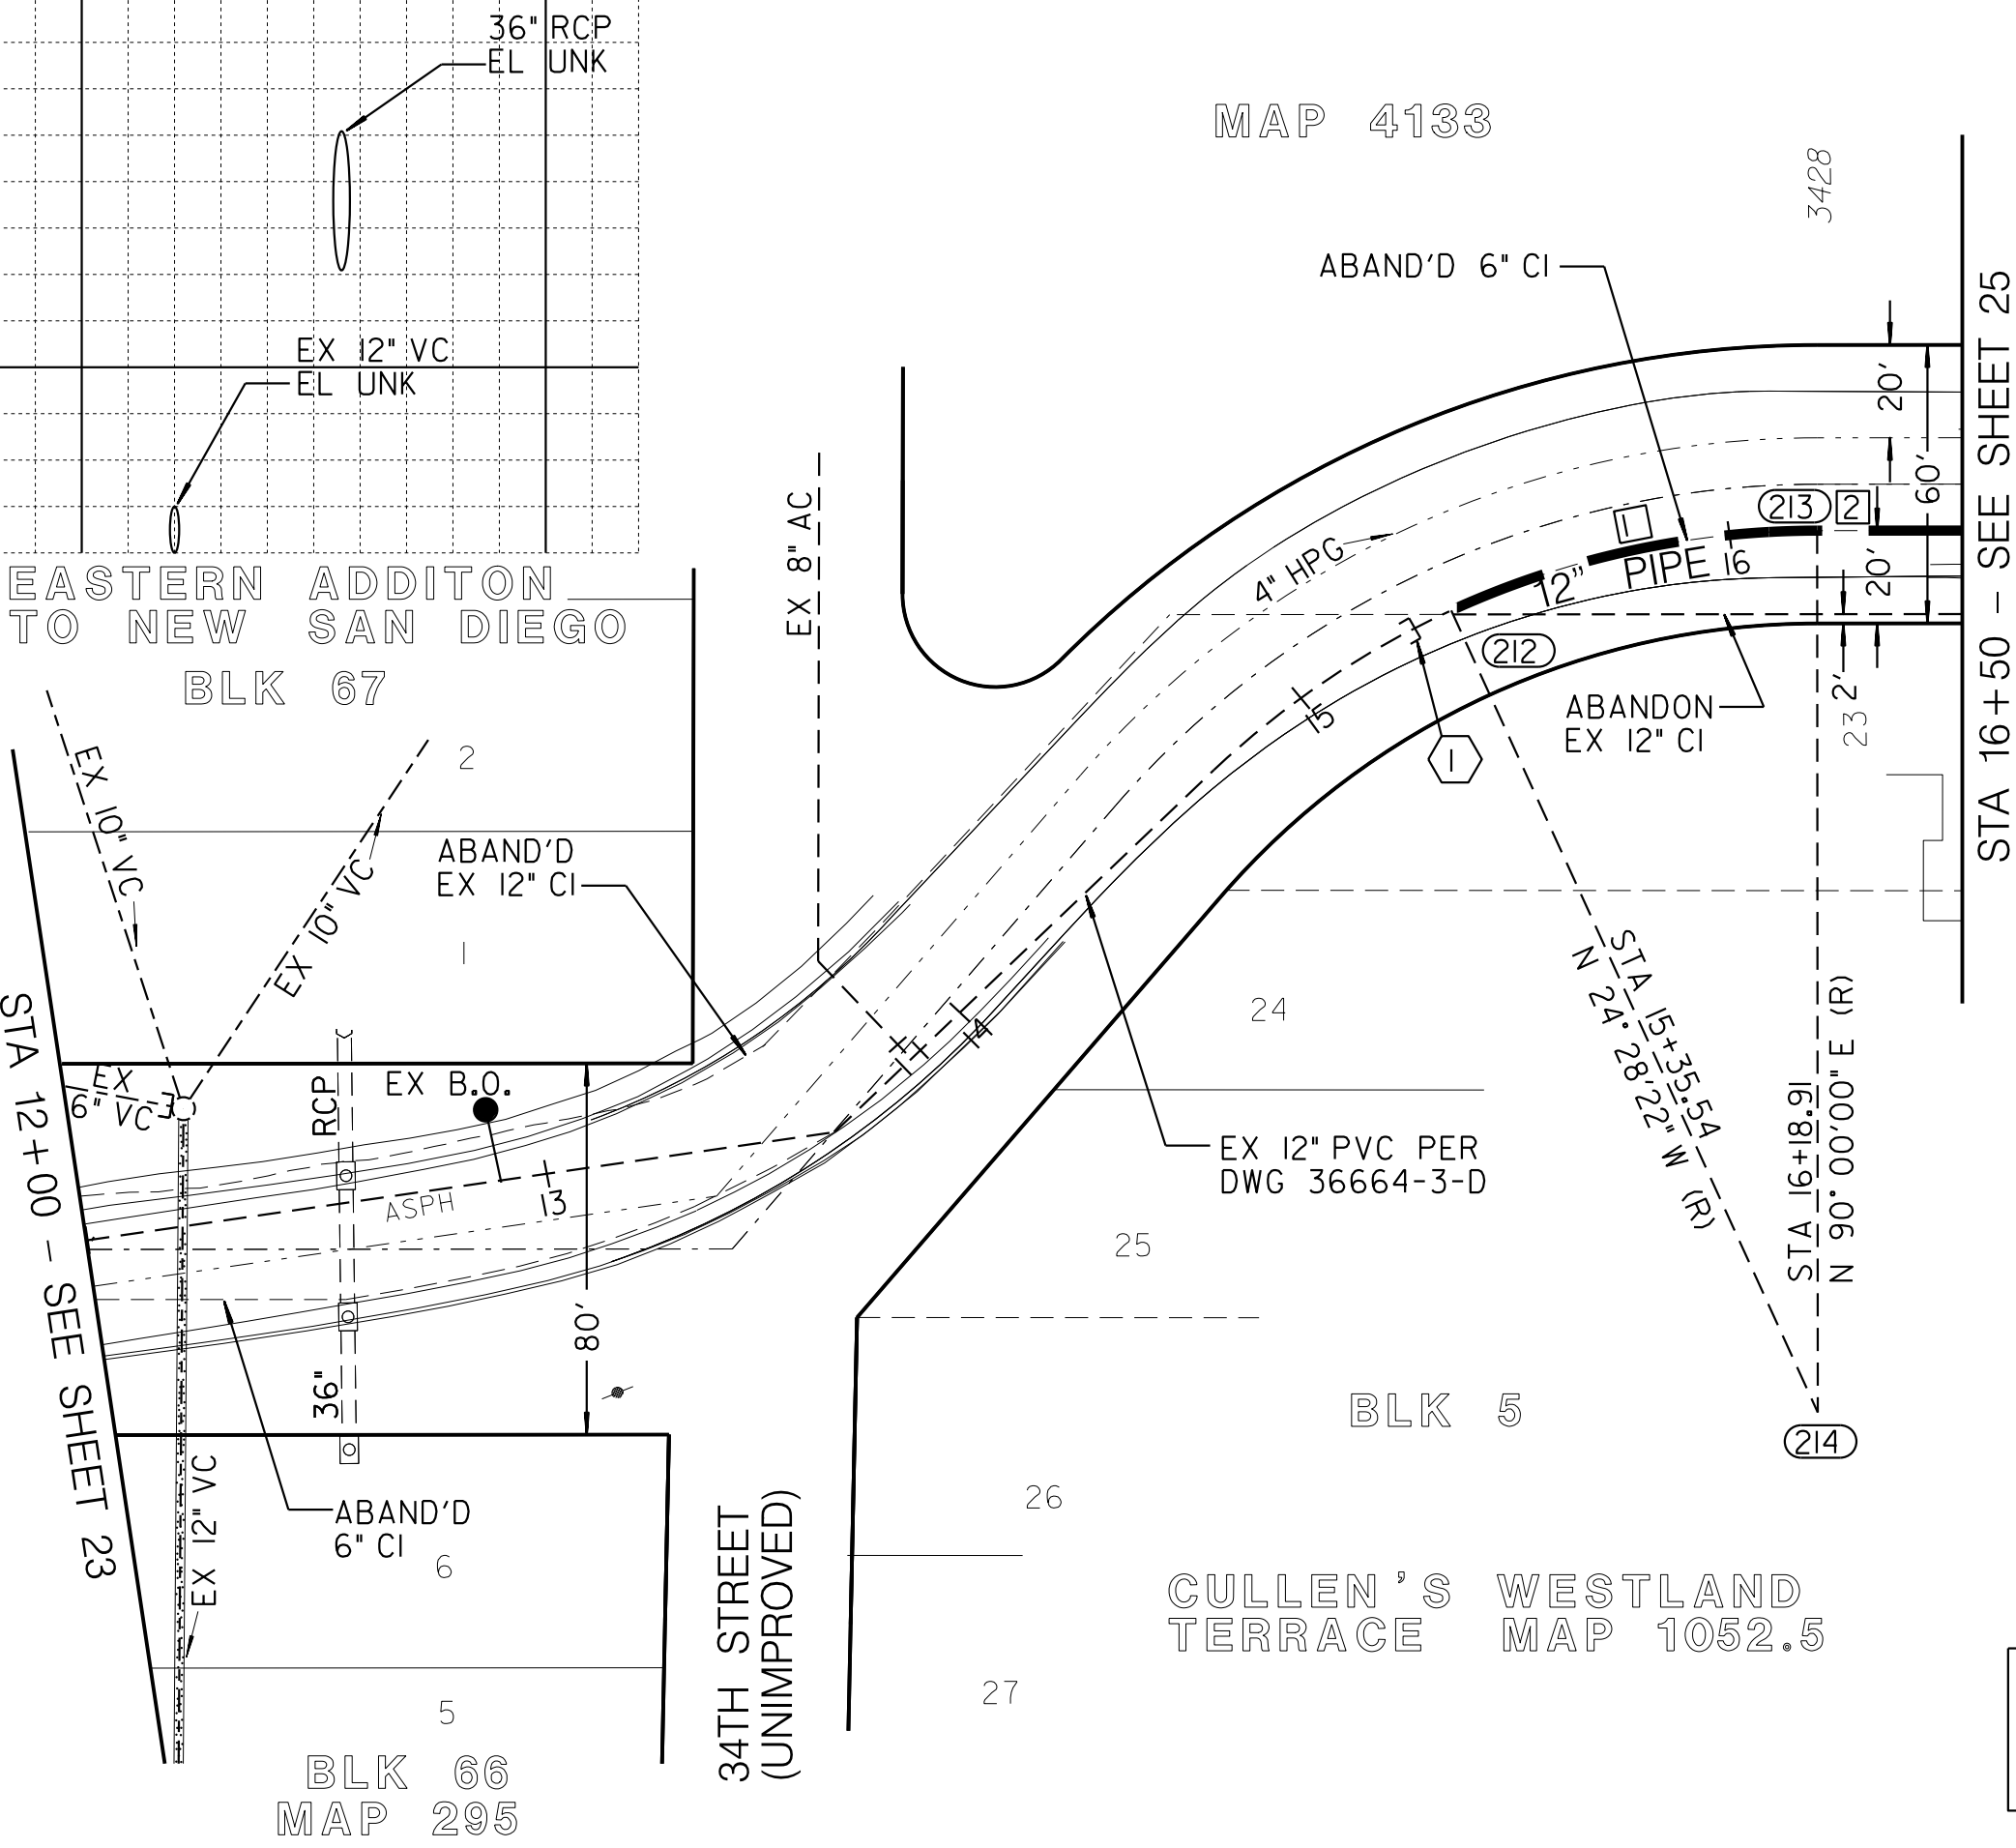 36" RCP
EL UNK
MAP 4133
3428
ABAND'D 6" CI
EX 12" VC
EL UNK
20'
60'
213
2
1
20'
4" HPG
12" PIPE
16
EX 8" AC
212
15
1
ABANDON
EX 12" CI
2'
23
STA 16+50 - SEE SHEET 25
EASTERN ADDITON
TO NEW SAN DIEGO
BLK 67
2
EX 10" VC
EX 10" VC
ABAND'D
EX 12" CI
1
24
14
STA 12+00 - SEE SHEET 23
EX
6" VC
RCP
EX B.O.
13
ASPH
EX 12" PVC PER
DWG 36664-3-D
25
STA 15+35.54
N 24°28'22" W (R)
STA 16+18.91
N 90°00'00" E (R)
80'
36"
BLK 5
214
26
EX 12" VC
ABAND'D
6" CI
6
34TH STREET
(UNIMPROVED)
CULLEN'S WESTLAND
TERRACE MAP 1052.5
27
5
BLK 66
MAP 295